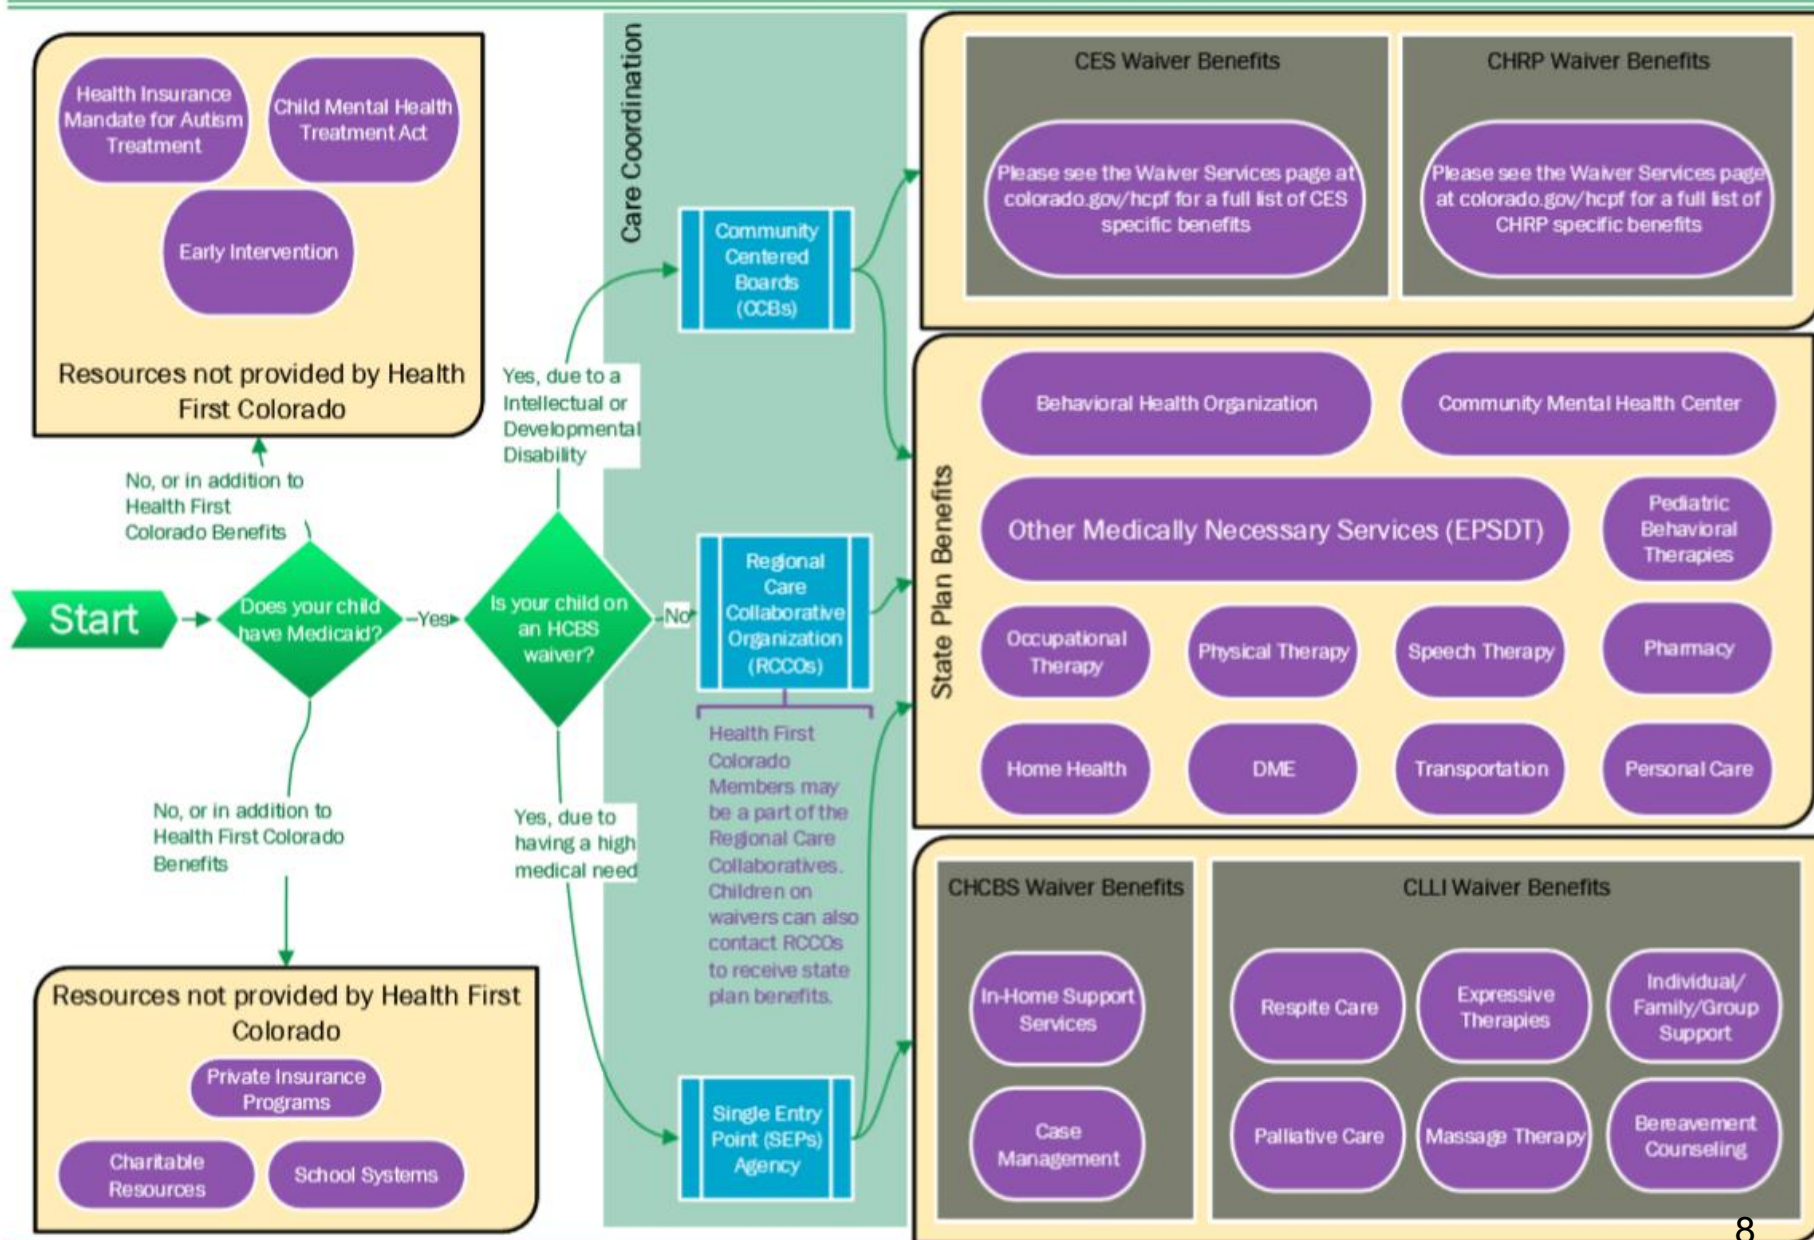 Health Insurance
Mandate for Autism
Treatment
Child Mental Health
Treatment Act
Early Intervention
Resources not provided by Health
First Colorado
No, or in addition to
Health First
Colorado Benefits
Start
Does your child
have Medicaid?
Yes
No, or in addition to
Health First Colorado
Benefits
Resources not provided by Health First
Colorado
Private Insurance
Programs
Charitable
Resources
School Systems
Is your child on
an HCBS
waiver?
Yes, due to a
Intellectual or
Developmental
Disability
No
Yes, due to
having a high
medical need
Care Coordination
Community
Centered
Boards
(CCBs)
Regional
Care
Collaborative
Organization
(RCCOs)
Health First
Colorado
Members may
be a part of the
Regional Care
Collaboratives.
Children on
waivers can also
contact RCCOs
to receive state
plan benefits.
Single Entry
Point (SEPs)
Agency
CES Waiver Benefits
Please see the Waiver Services page at
colorado.gov/hcpf for a full list of CES
specific benefits
CHRP Waiver Benefits
Please see the Waiver Services page
at colorado.gov/hcpf for a full list of
CHRP specific benefits
State Plan Benefits
Behavioral Health Organization
Community Mental Health Center
Other Medically Necessary Services (EPSDT)
Pediatric
Behavioral
Therapies
Occupational
Therapy
Physical Therapy
Speech Therapy
Pharmacy
Home Health
DME
Transportation
Personal Care
CHCBS Waiver Benefits
In-Home Support
Services
Case
Management
CLLI Waiver Benefits
Respite Care
Expressive
Therapies
Individual/
Family/Group
Support
Palliative Care
Massage Therapy
Bereavement
Counseling
8